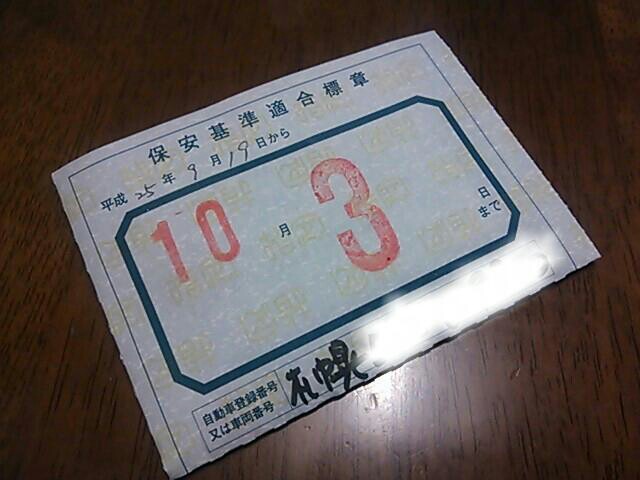 保安基準適合標章
平成 25年 9月 19日から
10月 3日まで
自動車登録番号
又は車両番号
札幌